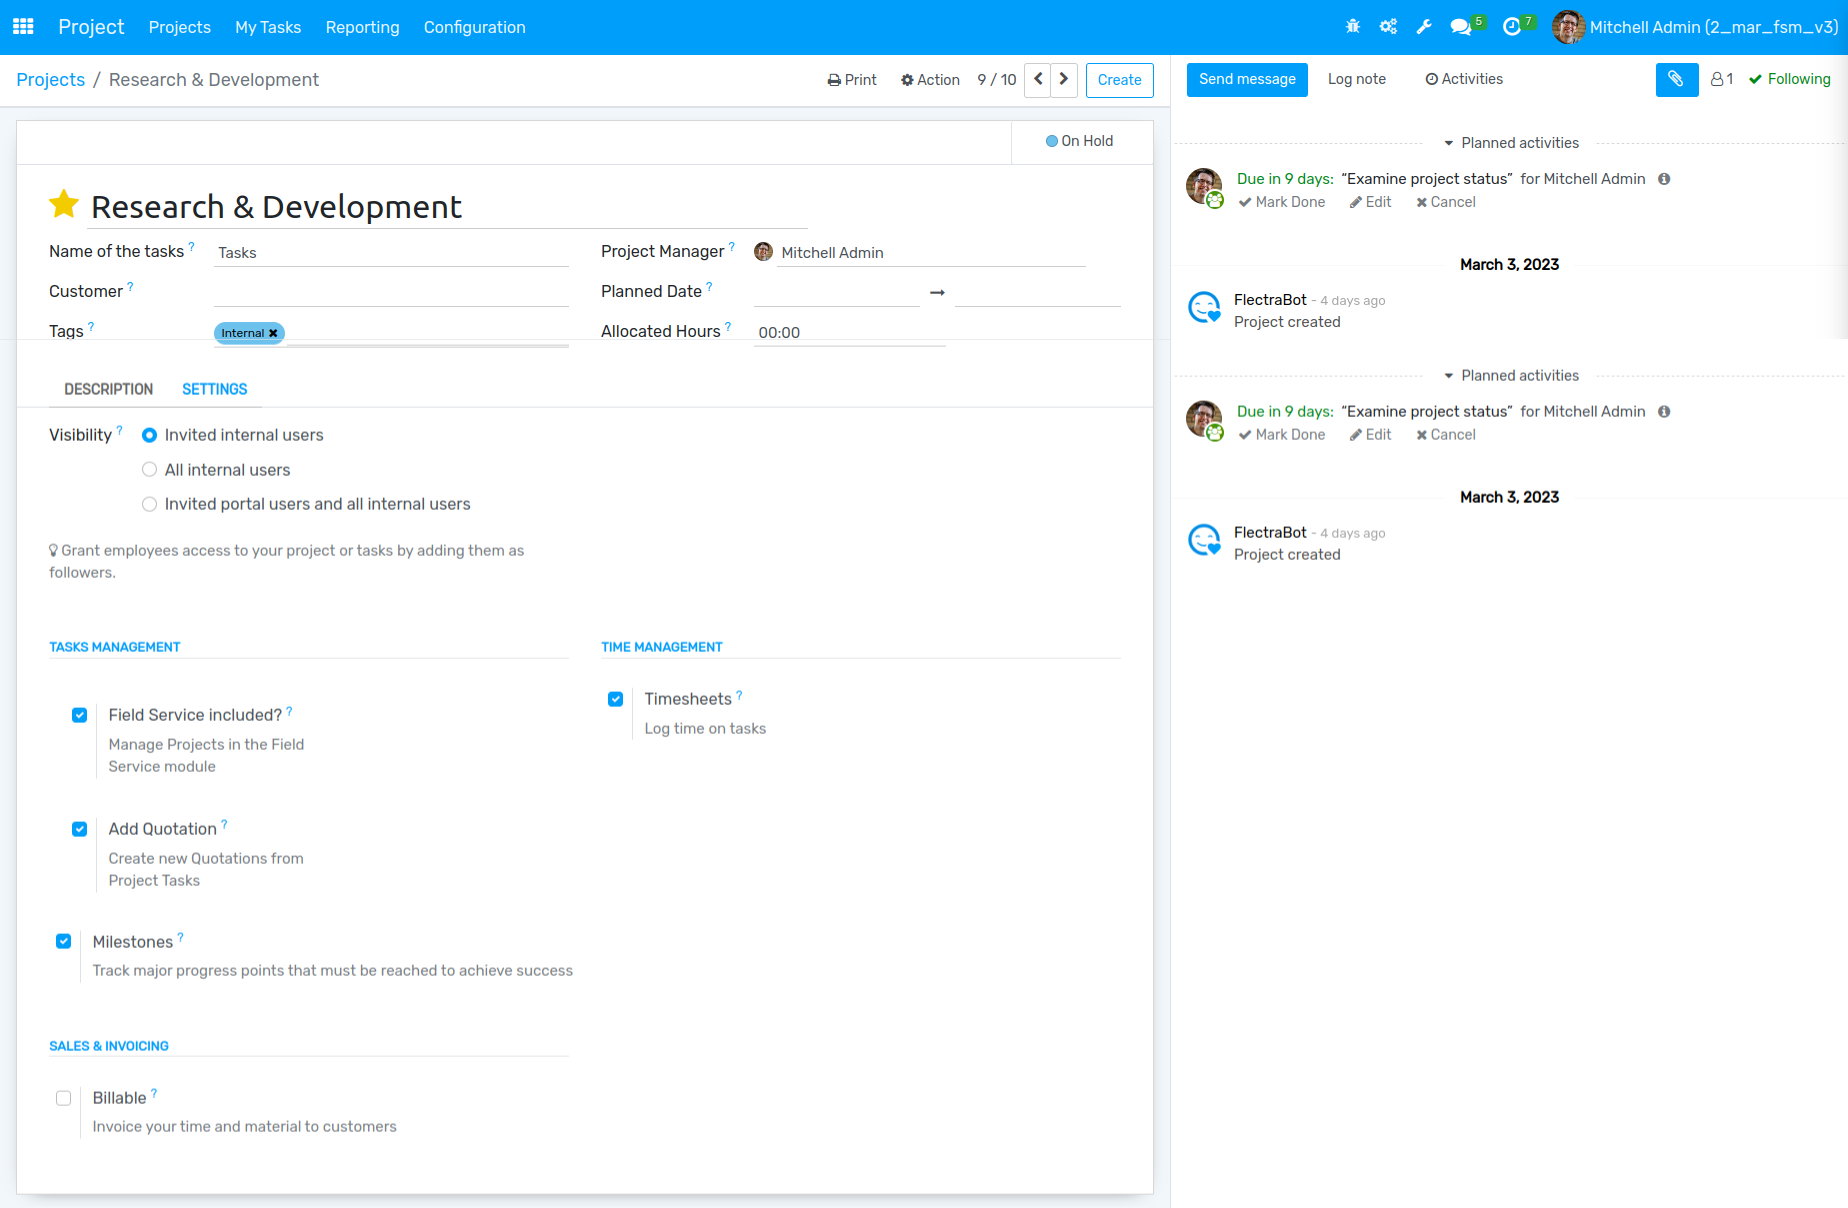 Project Projects My Tasks Reporting Configuration 5 7 Mitchell Admin (2_mar_fsm_v3)
Projects / Research & Development Print Action 9 / 10 Create
Send message Log note Activities 1 Following
On Hold
Research & Development
Name of the tasks ? Tasks
Project Manager ? Mitchell Admin
Customer ?
Planned Date ?
Tags ? Internal
Allocated Hours ? 00:00
DESCRIPTION SETTINGS
Visibility ? Invited internal users
All internal users
Invited portal users and all internal users
Grant employees access to your project or tasks by adding them as
followers.
TASKS MANAGEMENT
Field Service included? ?
Manage Projects in the Field
Service module
Add Quotation ?
Create new Quotations from
Project Tasks
Milestones ?
Track major progress points that must be reached to achieve success
TIME MANAGEMENT
Timesheets ?
Log time on tasks
SALES & INVOICING
Billable ?
Invoice your time and material to customers
Planned activities
Due in 9 days: “Examine project status” for Mitchell Admin
Mark Done Edit Cancel
March 3, 2023
FlectraBot - 4 days ago
Project created
Planned activities
Due in 9 days: “Examine project status” for Mitchell Admin
Mark Done Edit Cancel
March 3, 2023
FlectraBot - 4 days ago
Project created